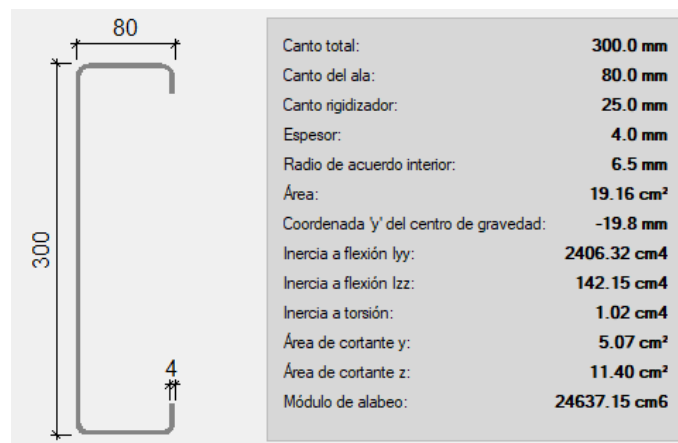 80
300
4
Canto total: 300.0 mm
Canto del ala: 80.0 mm
Canto rigidizador: 25.0 mm
Espesor: 4.0 mm
Radio de acuerdo interior: 6.5 mm
Área: 19.16 cm²
Coordenada 'y' del centro de gravedad: -19.8 mm
Inercia a flexión Iyy: 2406.32 cm4
Inercia a flexión Izz: 142.15 cm4
Inercia a torsión: 1.02 cm4
Área de cortante y: 5.07 cm²
Área de cortante z: 11.40 cm²
Módulo de alabeo: 24637.15 cm6